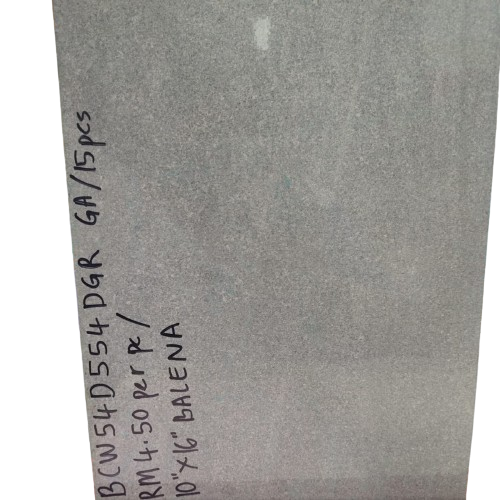 BCW54D554DGR GA/15pcs
RM4.50 per pc/
10"x16" BALENA